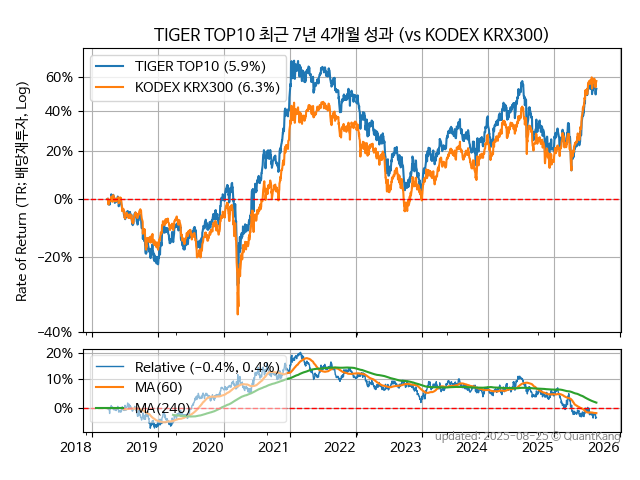 TIGER TOP10 최근 7년 4개월 성과 (vs KODEX KRX300)
TIGER TOP10 (5.9%)
KODEX KRX300 (6.3%)
Rate of Return (TR: 배당재투자, Log)
60%
40%
20%
0%
−20%
−40%
Relative (−0.4%, 0.4%)
MA(60)
MA(240)
20%
10%
0%
2018 2019 2020 2021 2022 2023 2024 2025 2026
updated: 2025-08-25 © QuantKang